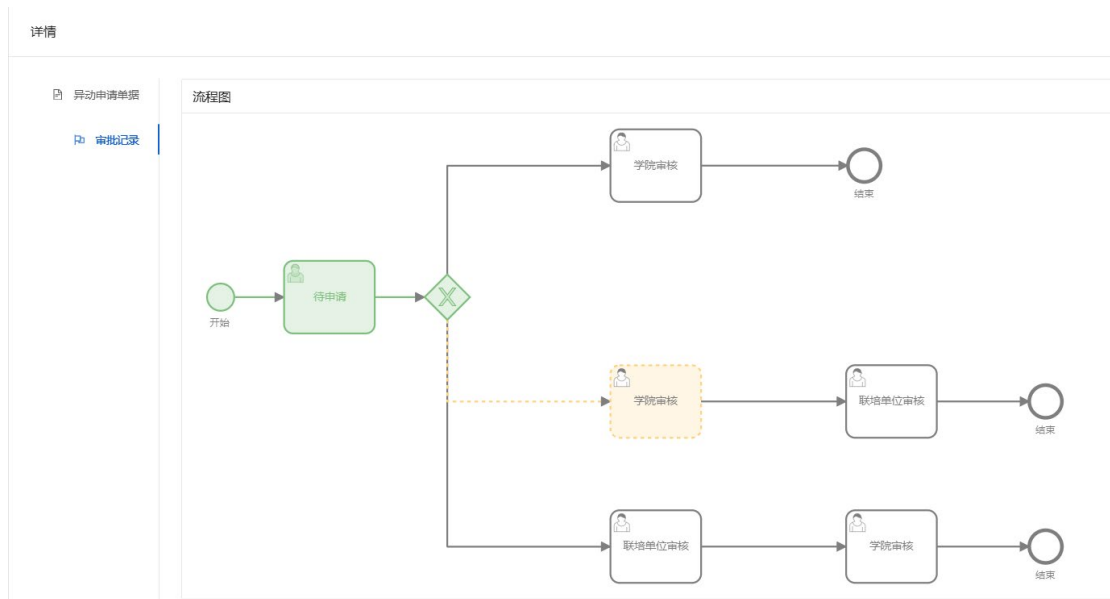 详情
异动申请单据
审批记录
流程图
学院审核
结束
待申请
开始
学院审核
联培单位审核
结束
联培单位审核
学院审核
结束